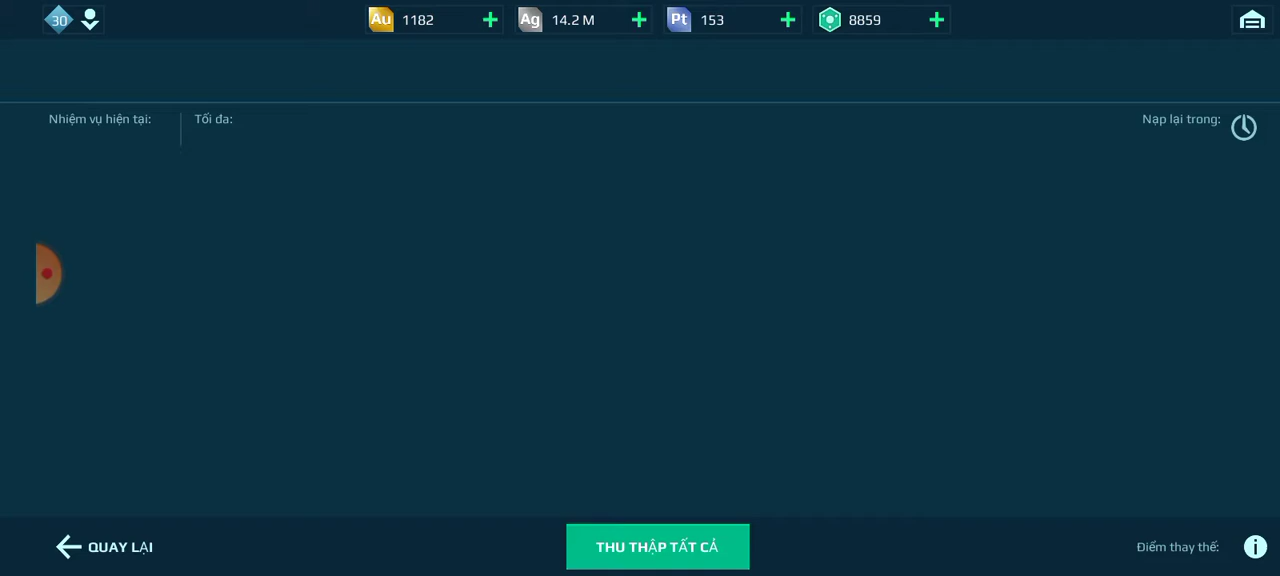 30
Au 1182
Ag 14.2 M
Pt 153
8859
Nhiệm vụ hiện tại:
Tối đa:
Nạp lại trong:
QUAY LẠI
THU THẬP TẤT CẢ
Điểm thay thế: